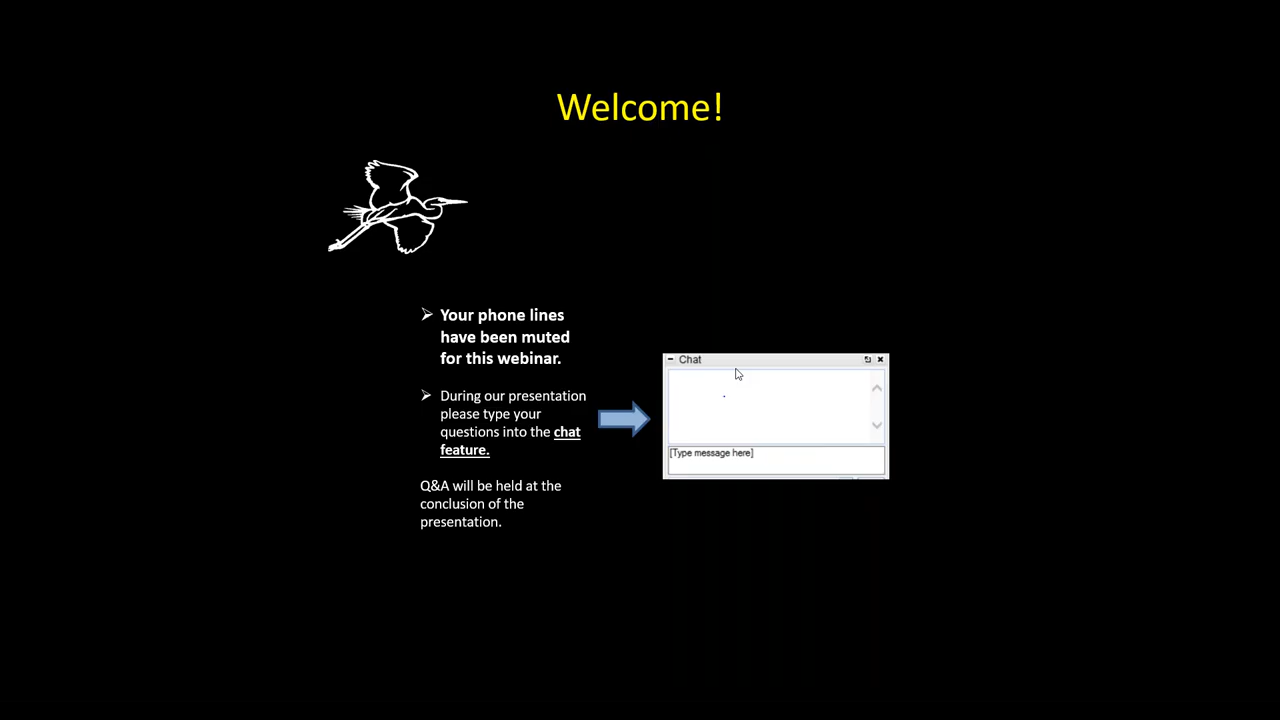 Welcome!
Your phone lines
have been muted
for this webinar.
During our presentation
please type your
questions into the chat
feature.
Q&A will be held at the
conclusion of the
presentation.
Chat
[Type message here]